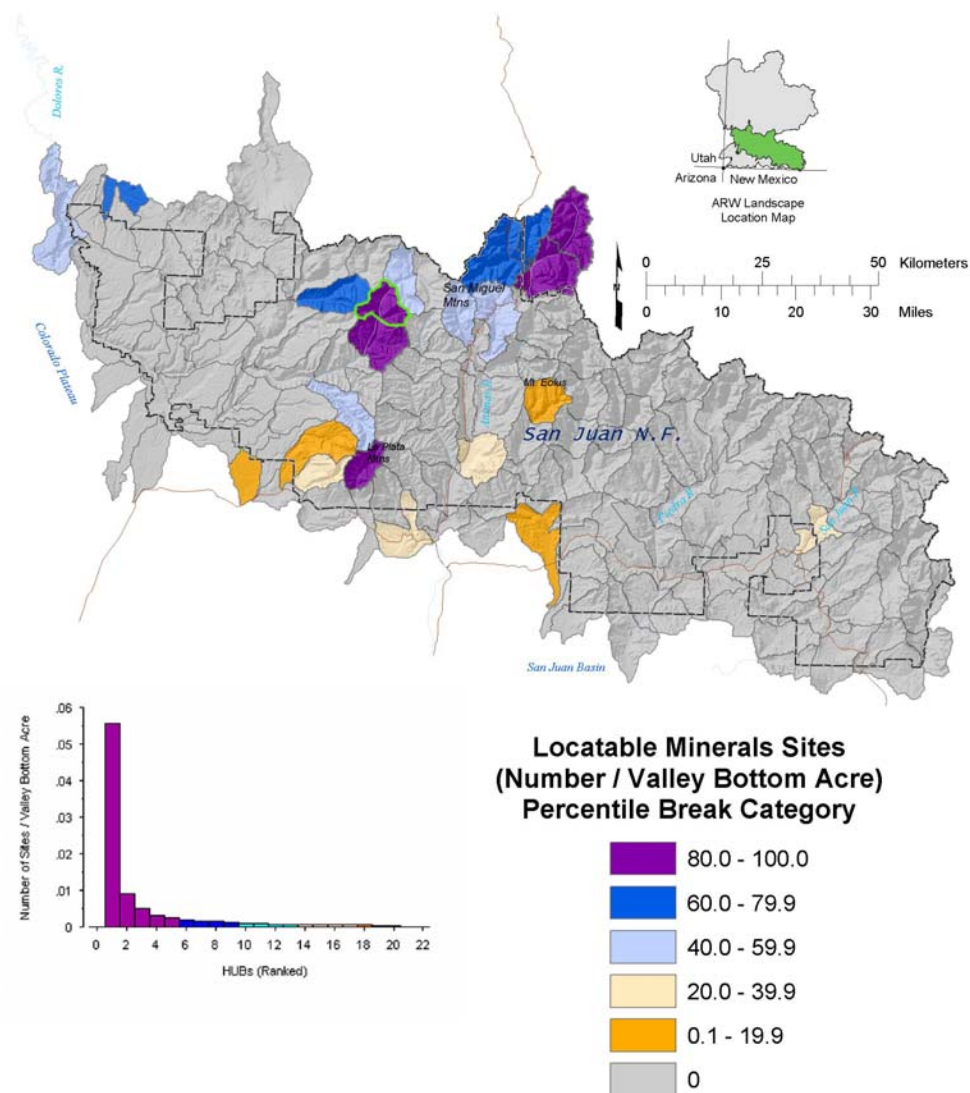 Dolores R.
Utah
Arizona
New Mexico
ARW Landscape
Location Map
0 25 50 Kilometers
0 10 20 30 Miles
N
San Miguel
Mtns
Colorado Plateau
Mt. Eolus
Animas R.
San Juan N.F.
La Plata
Mtns
Piedra R.
San Juan R.
San Juan Basin
Number of Sites / Valley Bottom Acre
.06
.05
.04
.03
.02
.01
0
0 2 4 6 8 10 12 14 16 18 20 22
HUBs (Ranked)
Locatable Minerals Sites
(Number / Valley Bottom Acre)
Percentile Break Category
80.0 - 100.0
60.0 - 79.9
40.0 - 59.9
20.0 - 39.9
0.1 - 19.9
0